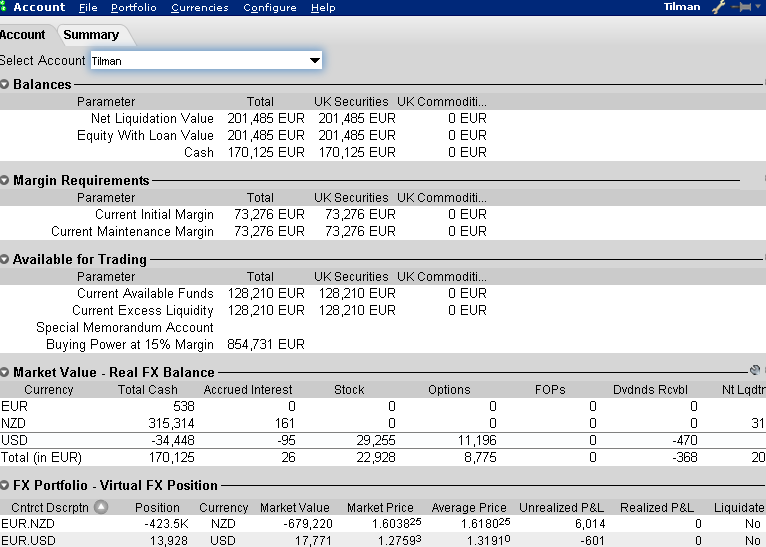 Account File Portfolio Currencies Configure Help Tilman
Account Summary
Select Account Tilman
Balances
Parameter Total UK Securities UK Commoditi...
Net Liquidation Value 201,485 EUR 201,485 EUR 0 EUR
Equity With Loan Value 201,485 EUR 201,485 EUR 0 EUR
Cash 170,125 EUR 170,125 EUR 0 EUR
Margin Requirements
Parameter Total UK Securities UK Commoditi...
Current Initial Margin 73,276 EUR 73,276 EUR 0 EUR
Current Maintenance Margin 73,276 EUR 73,276 EUR 0 EUR
Available for Trading
Parameter Total UK Securities UK Commoditi...
Current Available Funds 128,210 EUR 128,210 EUR 0 EUR
Current Excess Liquidity 128,210 EUR 128,210 EUR 0 EUR
Special Memorandum Account
Buying Power at 15% Margin 854,731 EUR
Market Value - Real FX Balance
Currency Total Cash Accrued Interest Stock Options FOPs Dvdnds Rcvbl Nt Lqdtn
EUR 538 0 0 0 0 0
NZD 315,314 161 0 0 0 0 31
USD -34,448 -95 29,255 11,196 0 -470
Total (in EUR) 170,125 26 22,928 8,775 0 -368 20
FX Portfolio - Virtual FX Position
Cntrct Dscrptn Position Currency Market Value Market Price Average Price Unrealized P&L Realized P&L Liquidate
EUR.NZD -423.5K NZD -679,220 1.603825 1.618025 6,014 0 No
EUR.USD 13,928 USD 17,771 1.27593 1.31910 -601 0 No